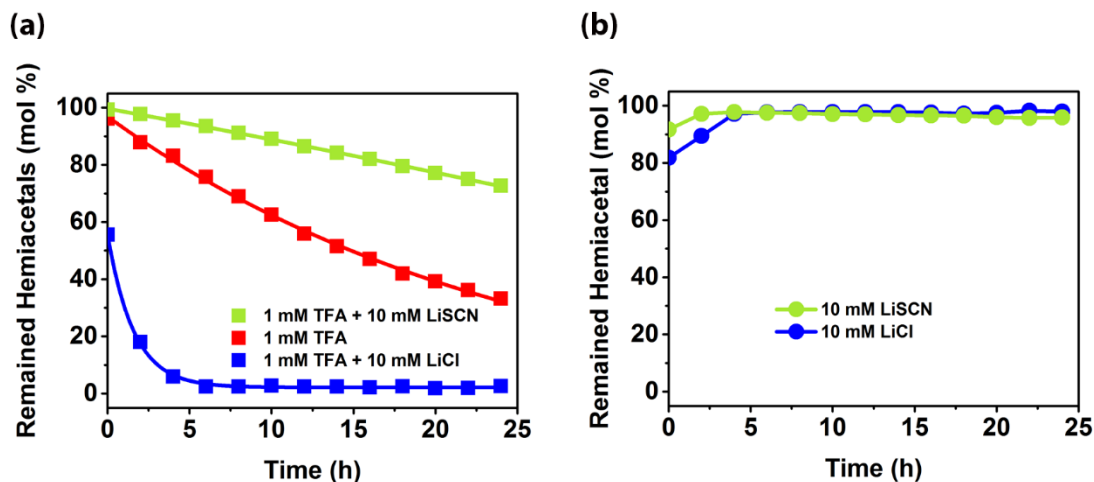 (a)
Remained Hemiacetals (mol %)
100
80
60
40
20
0
1 mM TFA + 10 mM LiSCN
1 mM TFA
1 mM TFA + 10 mM LiCl
0 5 10 15 20 25
Time (h)
(b)
Remained Hemiacetal (mol %)
100
80
60
40
20
0
10 mM LiSCN
10 mM LiCl
0 5 10 15 20 25
Time (h)